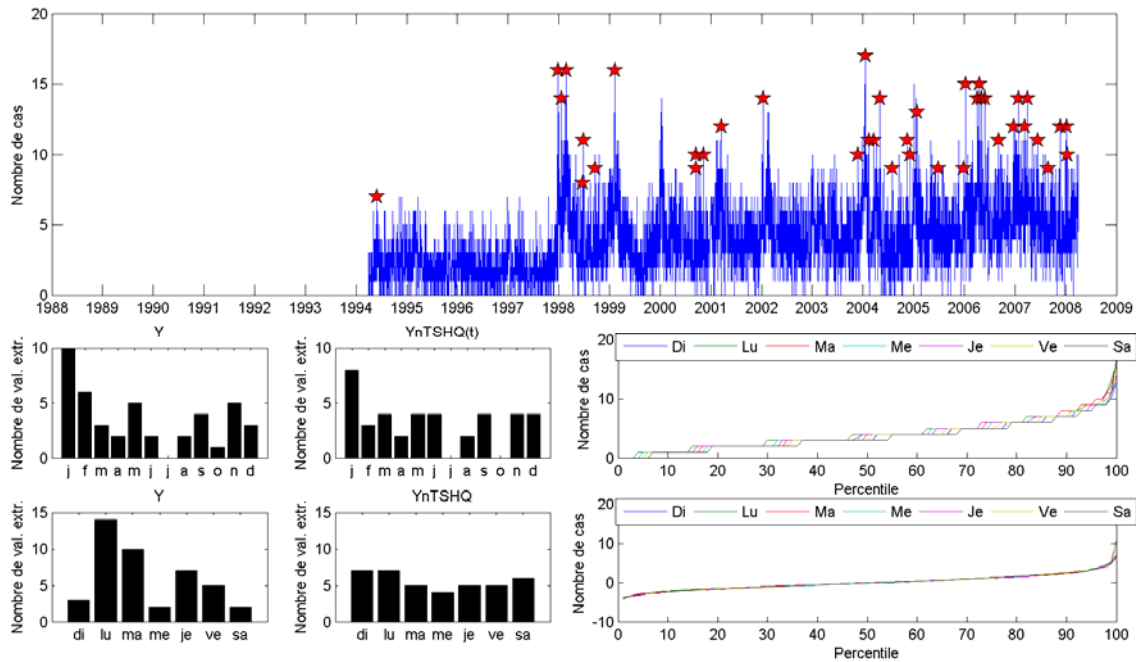 20
15
10
5
0
Nombre de cas
1988 1989 1990 1991 1992 1993 1994 1995 1996 1997 1998 1999 2000 2001 2002 2003 2004 2005 2006 2007 2008 2009
Y
10
5
0
Nombre de val. extr.
j f m a m j j a s o n d
YnTSHQ(t)
10
5
0
Nombre de val. extr.
j f m a m j j a s o n d
20
10
0
Nombre de cas
Di Lu Ma Me Je Ve Sa
0 10 20 30 40 50 60 70 80 90 100
Percentile
Y
15
10
5
0
Nombre de val. extr.
di lu ma me je ve sa
YnTSHQ
15
10
5
0
Nombre de val. extr.
di lu ma me je ve sa
20
10
0
-10
Nombre de cas
Di Lu Ma Me Je Ve Sa
0 10 20 30 40 50 60 70 80 90 100
Percentile